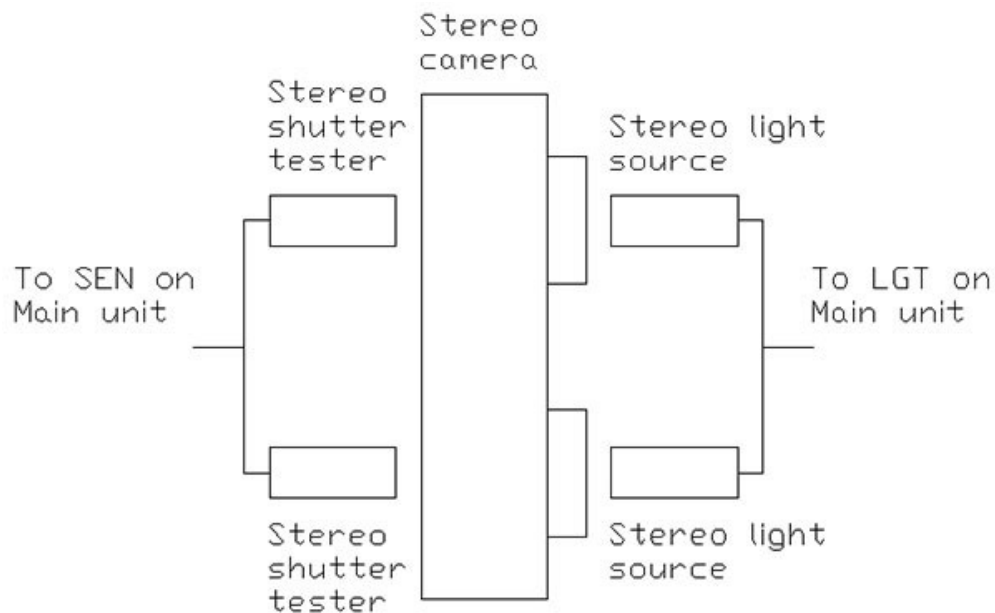 Stereo
camera
Stereo
shutter
tester
Stereo light
source
To SEN on
Main unit
To LGT on
Main unit
Stereo
shutter
tester
Stereo light
source